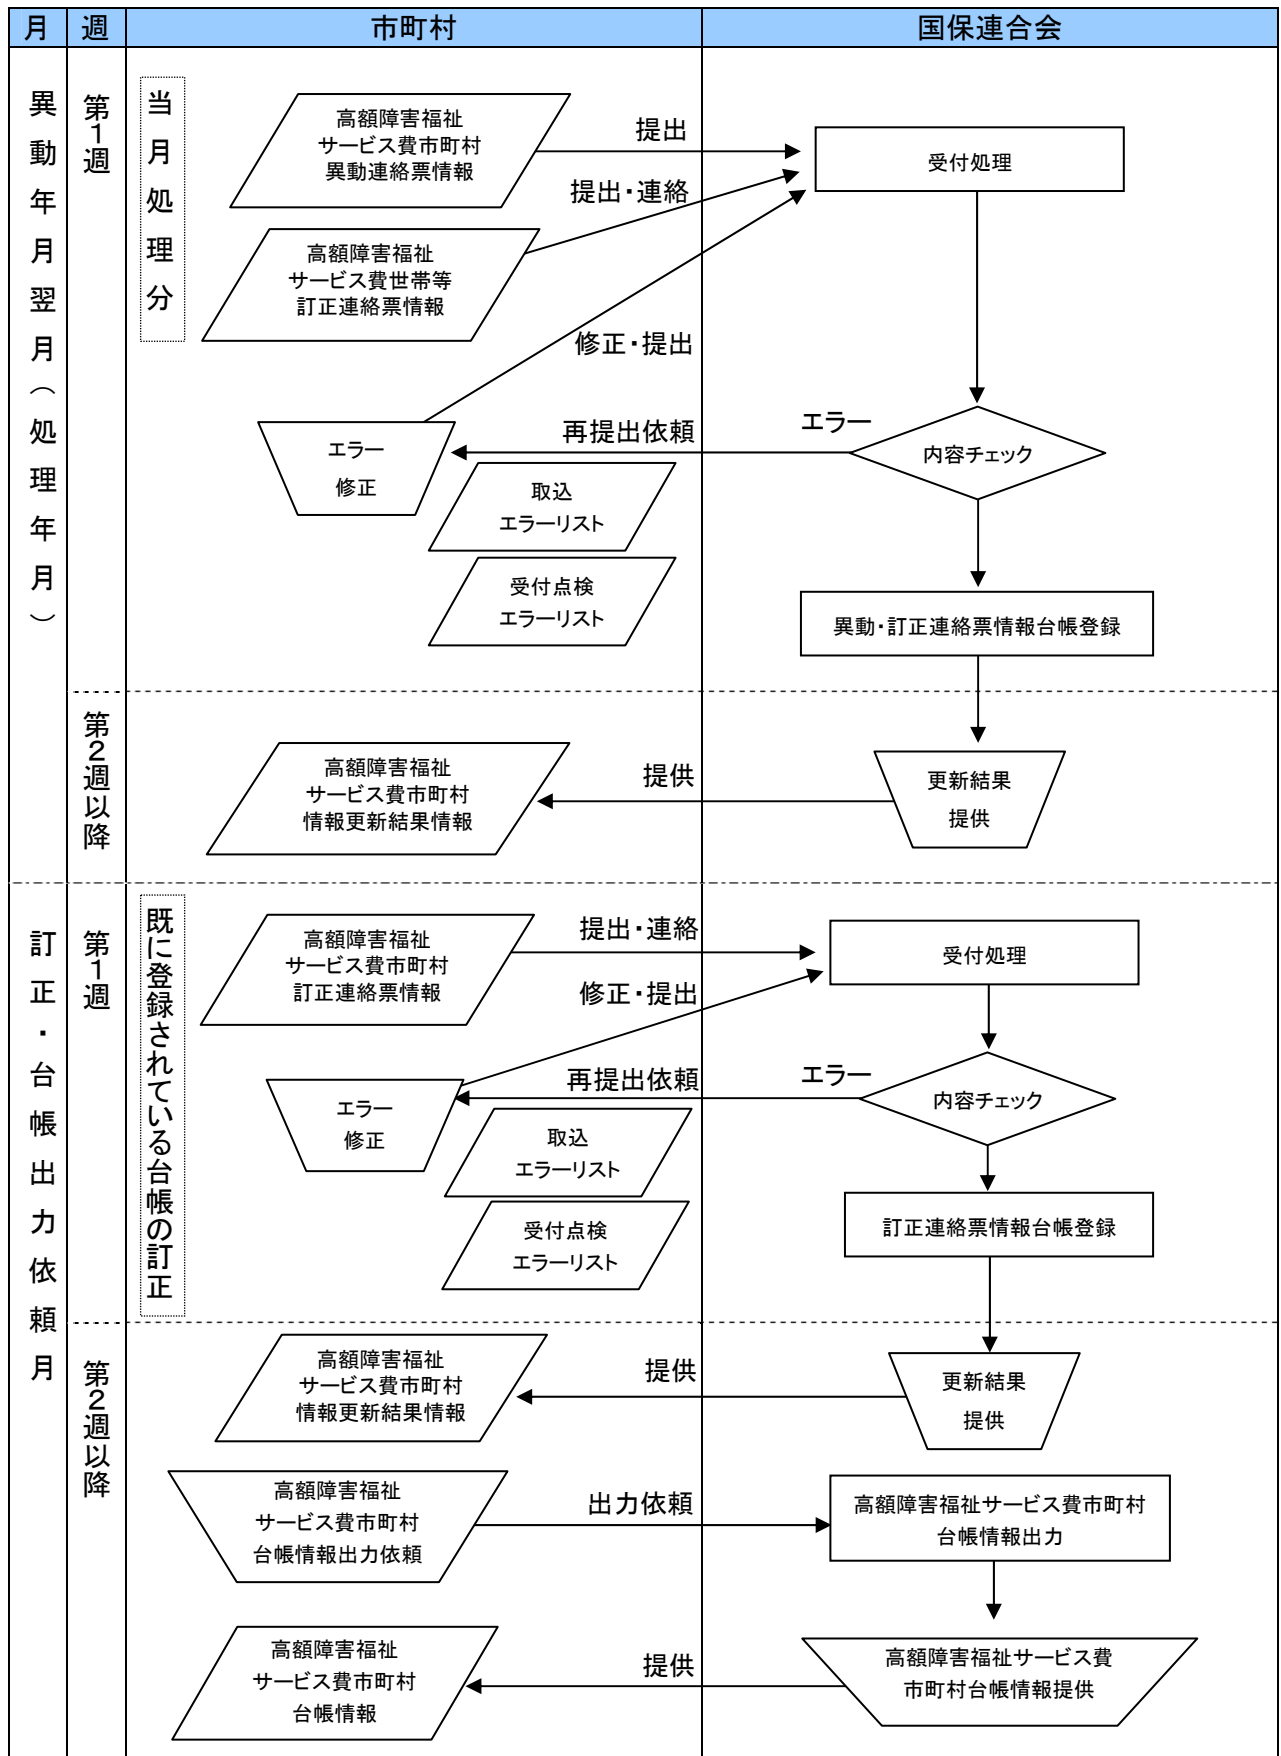 月
週
市町村
国保連合会
異動年月翌月（処理年月）
第1週
当月処理分
高額障害福祉
サービス費市町村
異動連絡票情報
提出
受付処理
提出・連絡
高額障害福祉
サービス費世帯等
訂正連絡票情報
修正・提出
エラー
修正
再提出依頼
エラー
内容チェック
取込
エラーリスト
受付点検
エラーリスト
異動・訂正連絡票情報台帳登録
第2週以降
高額障害福祉
サービス費市町村
情報更新結果情報
提供
更新結果
提供
訂正・台帳出力依頼月
第1週
既に登録されている台帳の訂正
高額障害福祉
サービス費市町村
訂正連絡票情報
提出・連絡
受付処理
修正・提出
エラー
修正
再提出依頼
エラー
内容チェック
取込
エラーリスト
受付点検
エラーリスト
訂正連絡票情報台帳登録
第2週以降
高額障害福祉
サービス費市町村
情報更新結果情報
提供
更新結果
提供
高額障害福祉
サービス費市町村
台帳情報出力依頼
出力依頼
高額障害福祉サービス費市町村
台帳情報出力
高額障害福祉
サービス費市町村
台帳情報
提供
高額障害福祉サービス費
市町村台帳情報提供